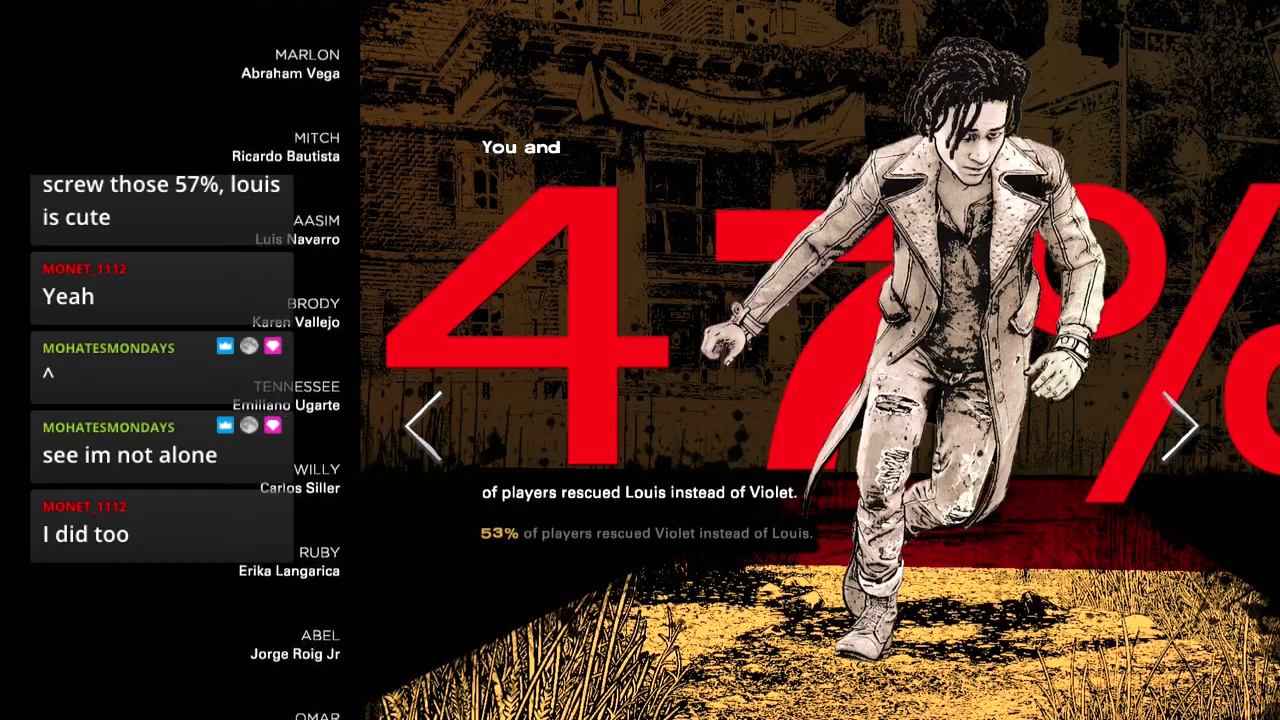 MARLON
Abraham Vega
MITCH
Ricardo Bautista
AASIM
Luis Navarro
BRODY
Karen Vallejo
TENNESSEE
Emiliano Ugarte
WILLY
Carlos Siller
RUBY
Erika Langarica
ABEL
Jorge Roig Jr
OMAR
screw those 57%, louis
is cute
MONET_1112
Yeah
MOHATESMONDAYS
^
MOHATESMONDAYS
see im not alone
MONET_1112
I did too
You and
47%
of players rescued Louis instead of Violet.
53% of players rescued Violet instead of Louis.